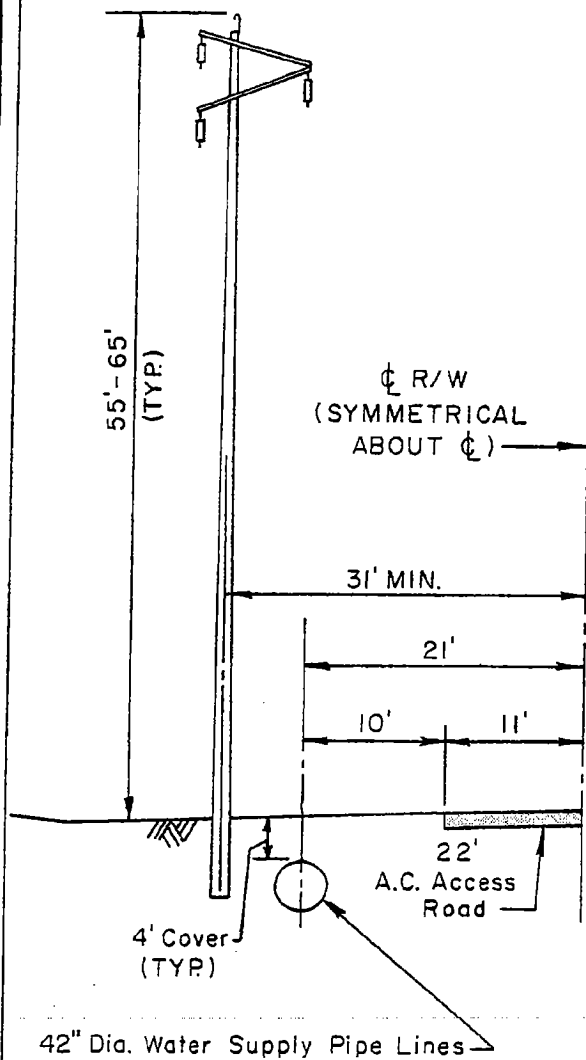 55'-65'
(TYP.)
℄ R/W
(SYMMETRICAL
ABOUT ℄)
31' MIN.
21'
10'
11'
22'
A.C. Access
Road
4' Cover
(TYP.)
42" Dia. Water Supply Pipe Lines